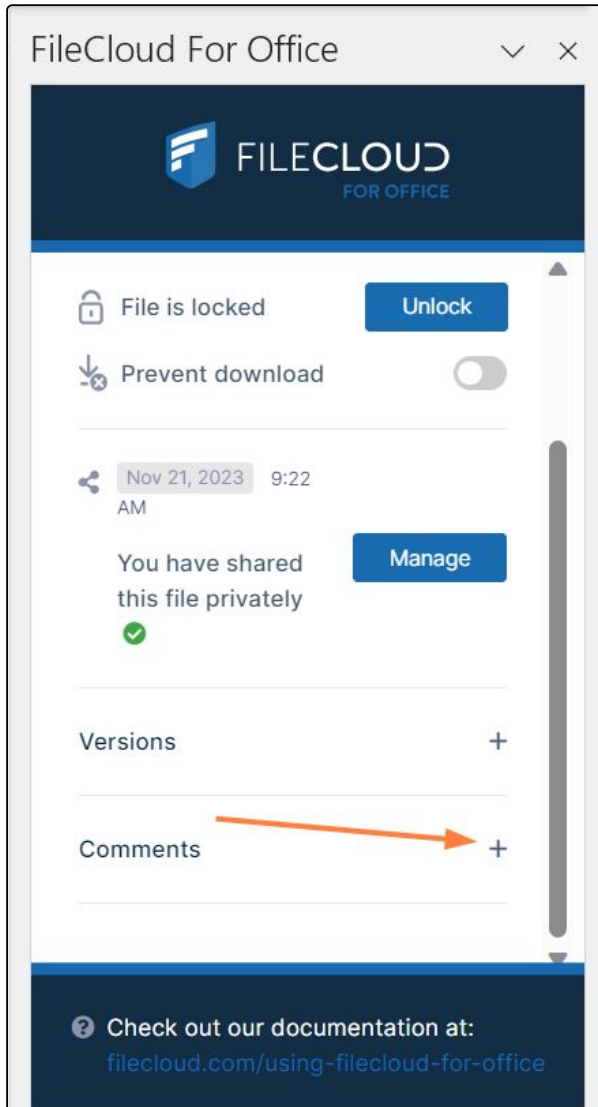 FileCloud For Office
FILECLOUD
FOR OFFICE
File is locked
Unlock
Prevent download
Nov 21, 2023 9:22
AM
You have shared
this file privately
Manage
Versions
+
Comments
+
Check out our documentation at:
filecloud.com/using-filecloud-for-office